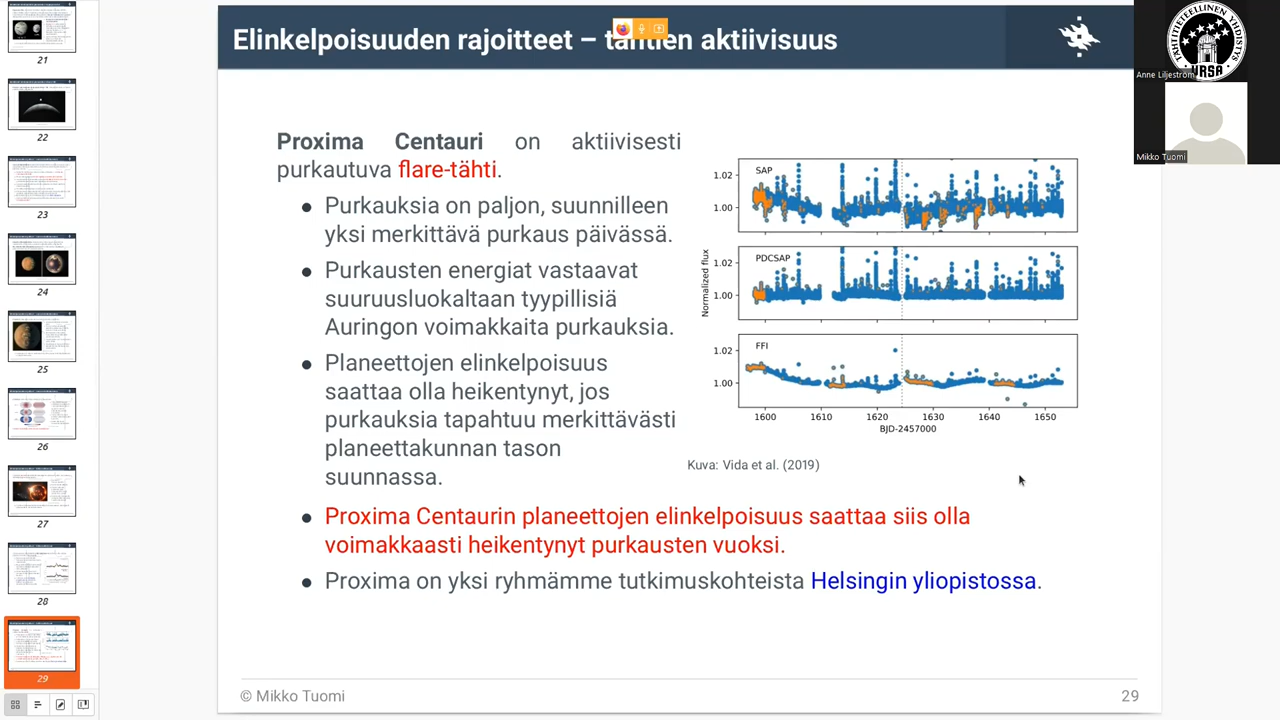 Elinkelpoisuuden rajoitteet – tähtien aktiivisuus
Proxima Centauri on aktiivisesti
purkautuva flare-tähti.
Purkauksia on paljon, suunnilleen
yksi merkittävä purkaus päivässä.
Purkausten energiat vastaavat
suuruusluokaltaan tyypillisiä
Auringon voimakkaita purkauksia.
Planeettojen elinkelpoisuus
saattaa olla heikentynyt, jos
purkauksia tapahtuu merkittävästi
planeettakunnan tason
suunnassa.
Proxima Centaurin planeettojen elinkelpoisuus saattaa siis olla
voimakkaasti heikentynyt purkausten vuoksi.
Proxima on yksi ryhmämme tutkimuskohteista Helsingin yliopistossa.
SAP
1.02
1.00
PDCSAP
1.02
1.00
FFI
1.02
1.00
Normalized flux
1600 1610 1620 1630 1640 1650
BJD-2457000
Kuva: Vida et al. (2019)
© Mikko Tuomi
29
21
22
23
24
25
26
27
28
29
URSA
Anne Liljeström
Mikko Tuomi